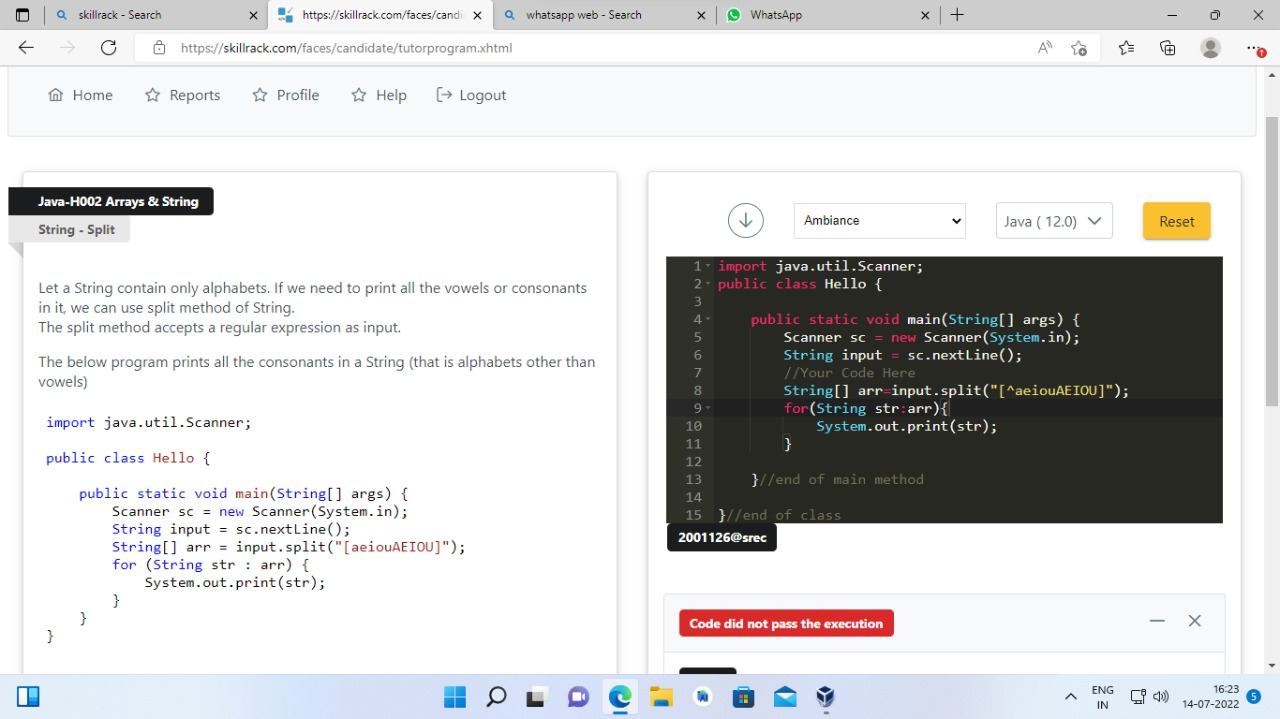 skillrack - Search
https://skillrack.com/faces/candi
whatsapp web - Search
WhatsApp
https://skillrack.com/faces/candidate/tutorprogram.xhtml
Home Reports Profile Help Logout
Java-H002 Arrays & String
String - Split
Let a String contain only alphabets. If we need to print all the vowels or consonants
in it, we can use split method of String.
The split method accepts a regular expression as input.
The below program prints all the consonants in a String (that is alphabets other than
vowels)
import java.util.Scanner;
public class Hello {
public static void main(String[] args) {
Scanner sc = new Scanner(System.in);
String input = sc.nextLine();
String[] arr = input.split("[aeiouAEIOU]");
for (String str : arr) {
System.out.print(str);
}
}
}
Ambiance
Java ( 12.0)
Reset
1 import java.util.Scanner;
2 public class Hello {
3
4 public static void main(String[] args) {
5 Scanner sc = new Scanner(System.in);
6 String input = sc.nextLine();
7 //Your Code Here
8 String[] arr=input.split("[^aeiouAEIOU]");
9 for(String str:arr){
10 System.out.print(str);
11 }
12
13 }//end of main method
14
15 }//end of class
2001126@srec
Code did not pass the execution
ENG
IN
16:23
14-07-2022
5